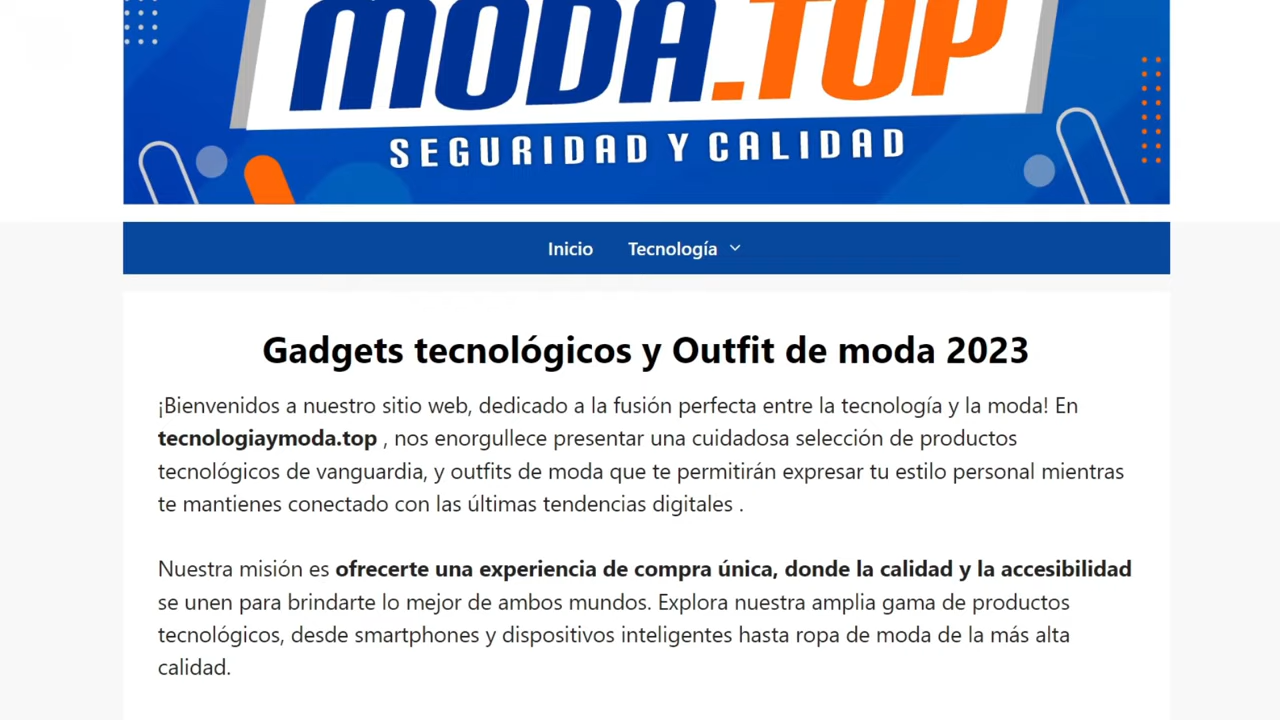 MODA.TOP
SEGURIDAD Y CALIDAD
Inicio Tecnología
Gadgets tecnológicos y Outfit de moda 2023
¡Bienvenidos a nuestro sitio web, dedicado a la fusión perfecta entre la tecnología y la moda! En
tecnologiaymoda.top , nos enorgullece presentar una cuidadosa selección de productos
tecnológicos de vanguardia, y outfits de moda que te permitirán expresar tu estilo personal mientras
te mantienes conectado con las últimas tendencias digitales .
Nuestra misión es ofrecerte una experiencia de compra única, donde la calidad y la accesibilidad
se unen para brindarte lo mejor de ambos mundos. Explora nuestra amplia gama de productos
tecnológicos, desde smartphones y dispositivos inteligentes hasta ropa de moda de la más alta
calidad.